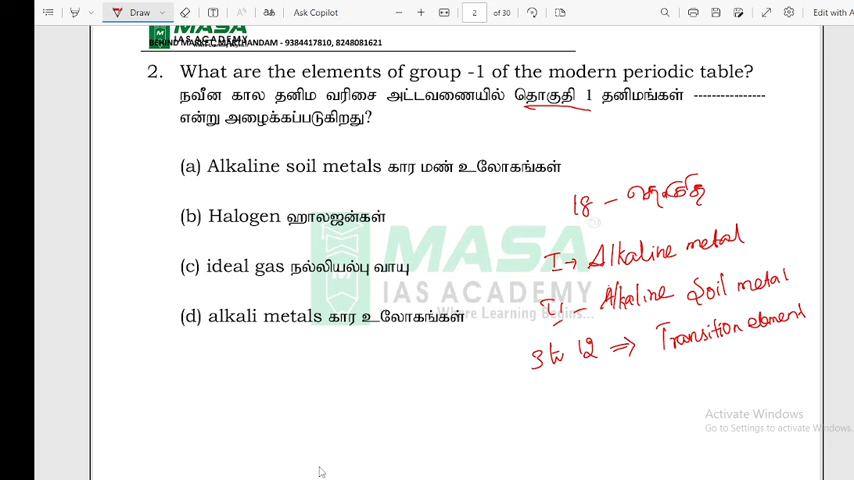 Draw
Ask Copilot
2 of 30
Edit with A
MASA
IAS ACADEMY
- 9384417810, 8248081621
2. What are the elements of group -1 of the modern periodic table?
நவீன கால தனிம வரிசை அட்டவணையில் தொகுதி 1 தனிமங்கள் ----------------
என்று அழைக்கப்படுகிறது?
(a) Alkaline soil metals கார மண் உலோகங்கள்
18 - தொகுதி
(b) Halogen ஹாலஜன்கள்
MASA
I → Alkaline metal
(c) ideal gas நல்லியல்பு வாயு
IAS ACADEMY
II - Alkaline Soil metal
(d) alkali metals கார உலோகங்கள்
Where Learning Begins...
3 to 12 ⇒ Transition element
Activate Windows
Go to Settings to activate Windows.